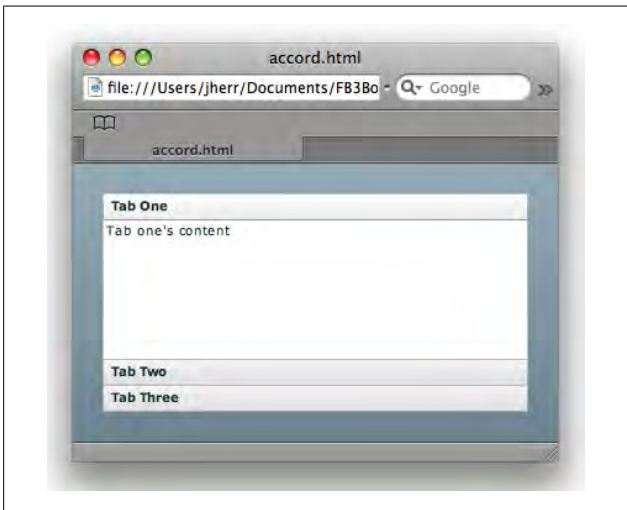 accord.html
file:///Users/jherr/Documents/FB3Bo
Google
accord.html
Tab One
Tab one's content
Tab Two
Tab Three